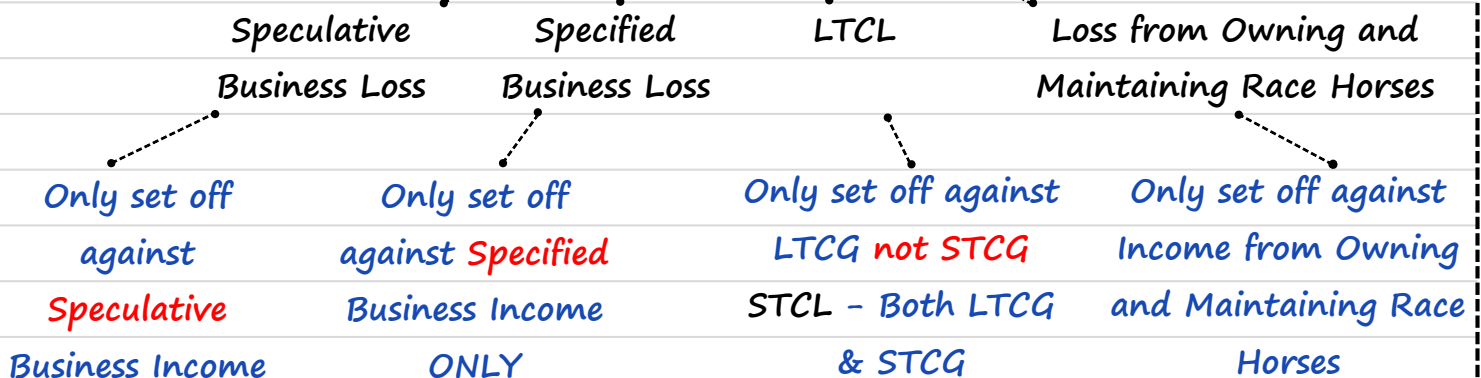 Speculative
Business Loss
Specified
Business Loss
LTCL
Loss from Owning and
Maintaining Race Horses
Only set off
against
Speculative
Business Income
Only set off
against Specified
Business Income
ONLY
Only set off against
LTCG not STCG
STCL - Both LTCG
& STCG
Only set off against
Income from Owning
and Maintaining Race
Horses